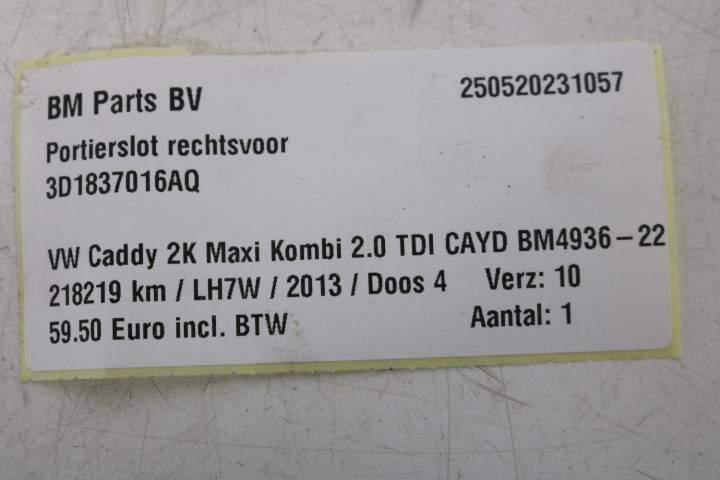 BM Parts BV 250520231057
Portierslot rechtsvoor
3D1837016AQ
VW Caddy 2K Maxi Kombi 2.0 TDI CAYD BM4936-22
218219 km / LH7W / 2013 / Doos 4 Verz: 10
59.50 Euro incl. BTW Aantal: 1